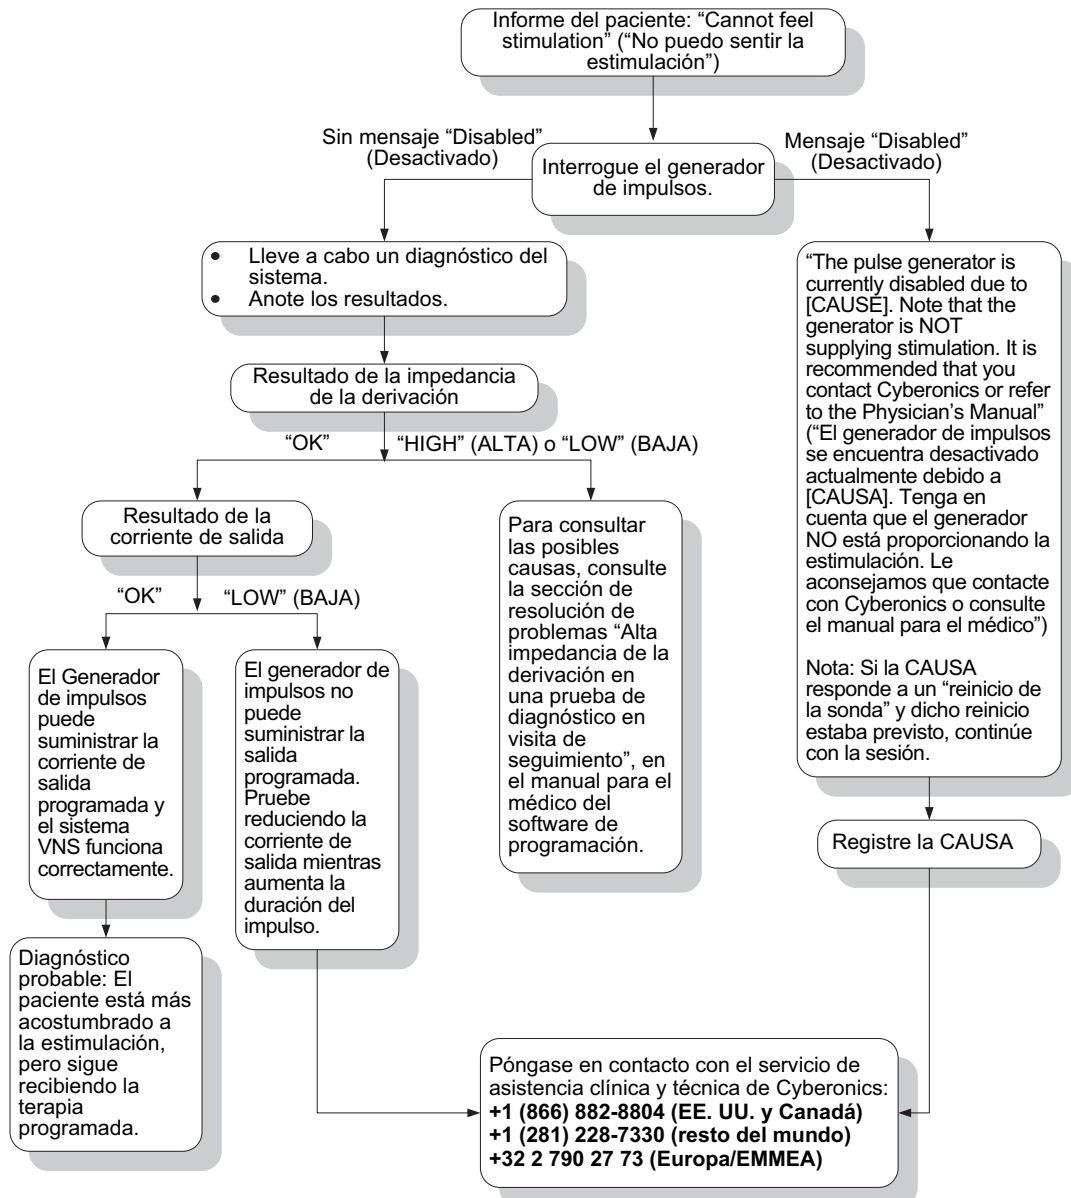 Informe del paciente: “Cannot feel
stimulation” (“No puedo sentir la
estimulación”)
Sin mensaje “Disabled”
(Desactivado)
Mensaje “Disabled”
(Desactivado)
Interrogue el generador
de impulsos.
• Lleve a cabo un diagnóstico del
sistema.
• Anote los resultados.
Resultado de la impedancia
de la derivación
“OK”
“HIGH” (ALTA) o “LOW” (BAJA)
Resultado de la
corriente de salida
“OK”
“LOW” (BAJA)
El Generador
de impulsos
puede
suministrar la
corriente de
salida
programada y
el sistema
VNS funciona
correctamente.
Diagnóstico
probable: El
paciente está más
acostumbrado a
la estimulación,
pero sigue
recibiendo la
terapia
programada.
El generador de
impulsos no
puede
suministrar la
salida
programada.
Pruebe
reduciendo la
corriente de
salida mientras
aumenta la
duración del
impulso.
Para consultar
las posibles
causas, consulte
la sección de
resolución de
problemas “Alta
impedancia de la
derivación en
una prueba de
diagnóstico en
visita de
seguimiento”, en
el manual para el
médico del
software de
programación.
“The pulse generator is
currently disabled due to
[CAUSE]. Note that the
generator is NOT
supplying stimulation. It is
recommended that you
contact Cyberonics or refer
to the Physician’s Manual”
(“El generador de impulsos
se encuentra desactivado
actualmente debido a
[CAUSA]. Tenga en
cuenta que el generador
NO está proporcionando la
estimulación. Le
aconsejamos que contacte
con Cyberonics o consulte
el manual para el médico”)
Nota: Si la CAUSA
responde a un “reinicio de
la sonda” y dicho reinicio
estaba previsto, continúe
con la sesión.
Registre la CAUSA
Póngase en contacto con el servicio de
asistencia clínica y técnica de Cyberonics:
+1 (866) 882-8804 (EE. UU. y Canadá)
+1 (281) 228-7330 (resto del mundo)
+32 2 790 27 73 (Europa/EMMEA)